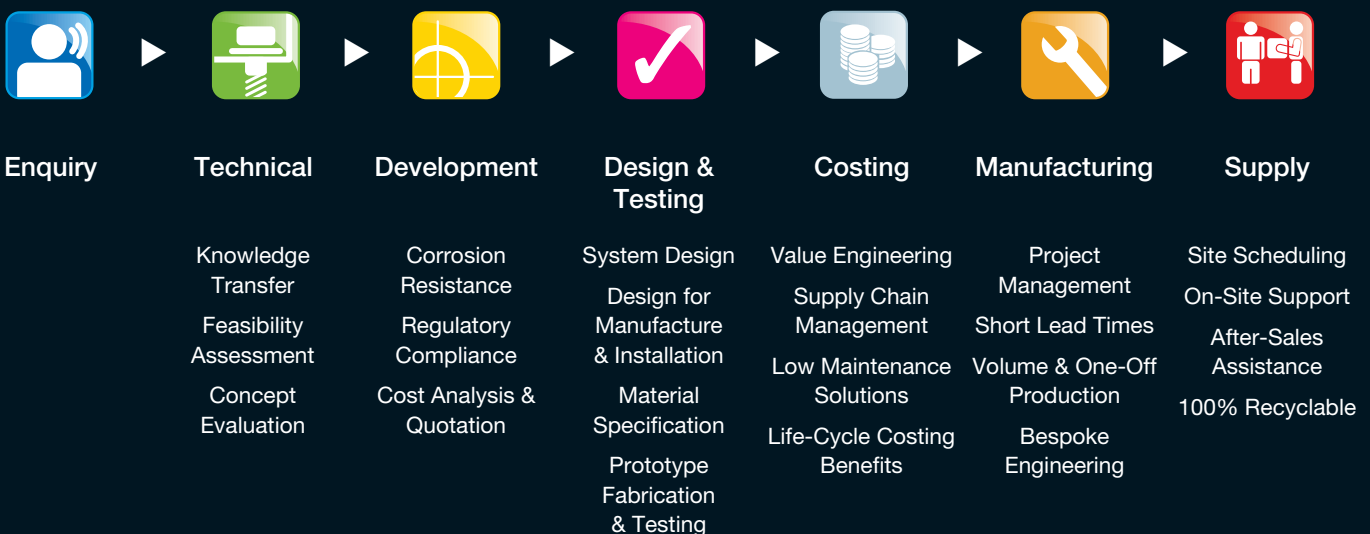 Enquiry
Technical
Knowledge
Transfer
Feasibility
Assessment
Concept
Evaluation
Development
Corrosion
Resistance
Regulatory
Compliance
Cost Analysis &
Quotation
Design &
Testing
System Design
Design for
Manufacture
& Installation
Material
Specification
Prototype
Fabrication
& Testing
Costing
Value Engineering
Supply Chain
Management
Low Maintenance
Solutions
Life-Cycle Costing
Benefits
Manufacturing
Project
Management
Short Lead Times
Volume & One-Off
Production
Bespoke
Engineering
Supply
Site Scheduling
On-Site Support
After-Sales
Assistance
100% Recyclable